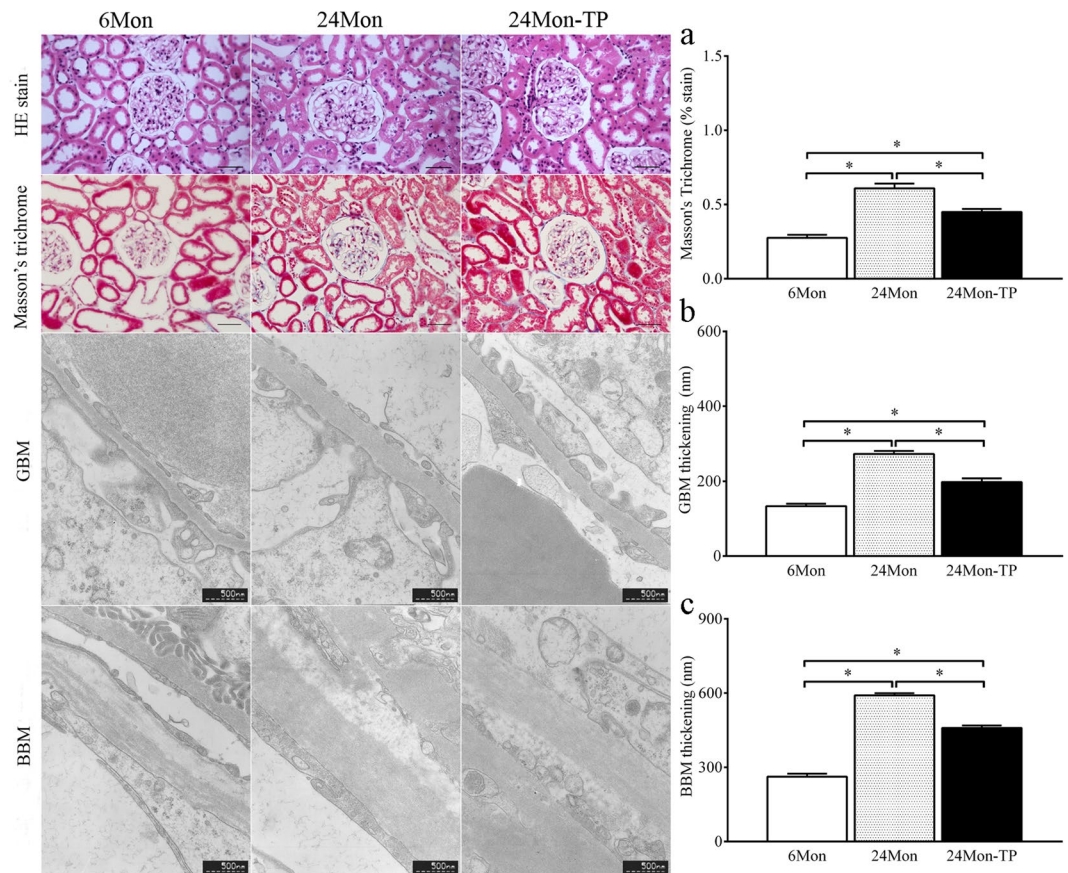 6Mon 24Mon 24Mon-TP
HE stain
Masson's trichrome
GBM
500nm 500nm 500nm
BBM
500nm 500nm 500nm
a
Masson's Trichrome (% stain)
1.5
1.0
0.5
0.0
*
* *
6Mon 24Mon 24Mon-TP
b
GBM thickening (nm)
600
400
200
0
*
* *
6Mon 24Mon 24Mon-TP
c
BBM thickening (nm)
900
600
300
0
*
* *
6Mon 24Mon 24Mon-TP